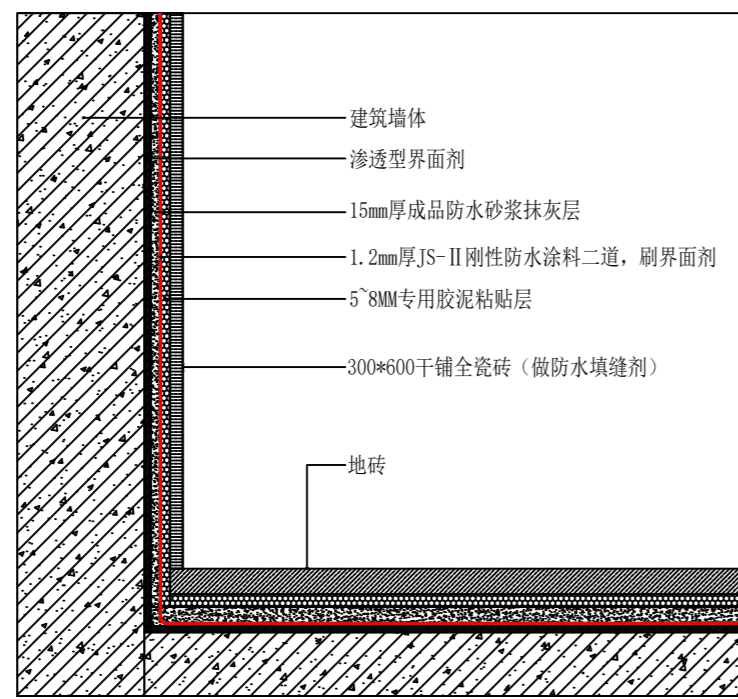 建筑墙体
渗透型界面剂
15mm厚成品防水砂浆抹灰层
1.2mm厚JS-Ⅱ刚性防水涂料二道，刷界面剂
5~8MM专用胶泥粘贴层
300*600干铺全瓷砖（做防水填缝剂）
地砖